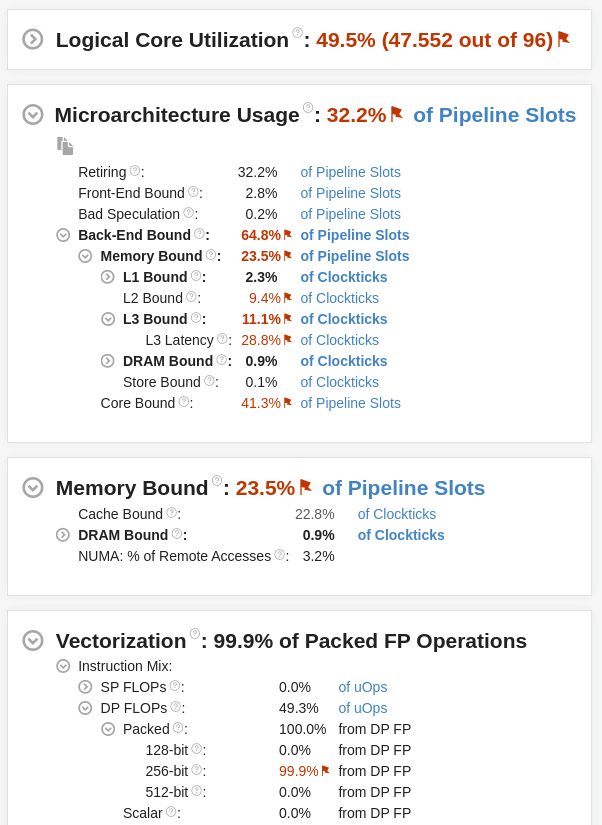 Logical Core Utilization: 49.5% (47.552 out of 96)
Microarchitecture Usage: 32.2% of Pipeline Slots
Retiring: 32.2% of Pipeline Slots
Front-End Bound: 2.8% of Pipeline Slots
Bad Speculation: 0.2% of Pipeline Slots
Back-End Bound: 64.8% of Pipeline Slots
Memory Bound: 23.5% of Pipeline Slots
L1 Bound: 2.3% of Clockticks
L2 Bound: 9.4% of Clockticks
L3 Bound: 11.1% of Clockticks
L3 Latency: 28.8% of Clockticks
DRAM Bound: 0.9% of Clockticks
Store Bound: 0.1% of Clockticks
Core Bound: 41.3% of Pipeline Slots
Memory Bound: 23.5% of Pipeline Slots
Cache Bound: 22.8% of Clockticks
DRAM Bound: 0.9% of Clockticks
NUMA: % of Remote Accesses: 3.2%
Vectorization: 99.9% of Packed FP Operations
Instruction Mix:
SP FLOPs: 0.0% of uOps
DP FLOPs: 49.3% of uOps
Packed: 100.0% from DP FP
128-bit: 0.0% from DP FP
256-bit: 99.9% from DP FP
512-bit: 0.0% from DP FP
Scalar: 0.0% from DP FP